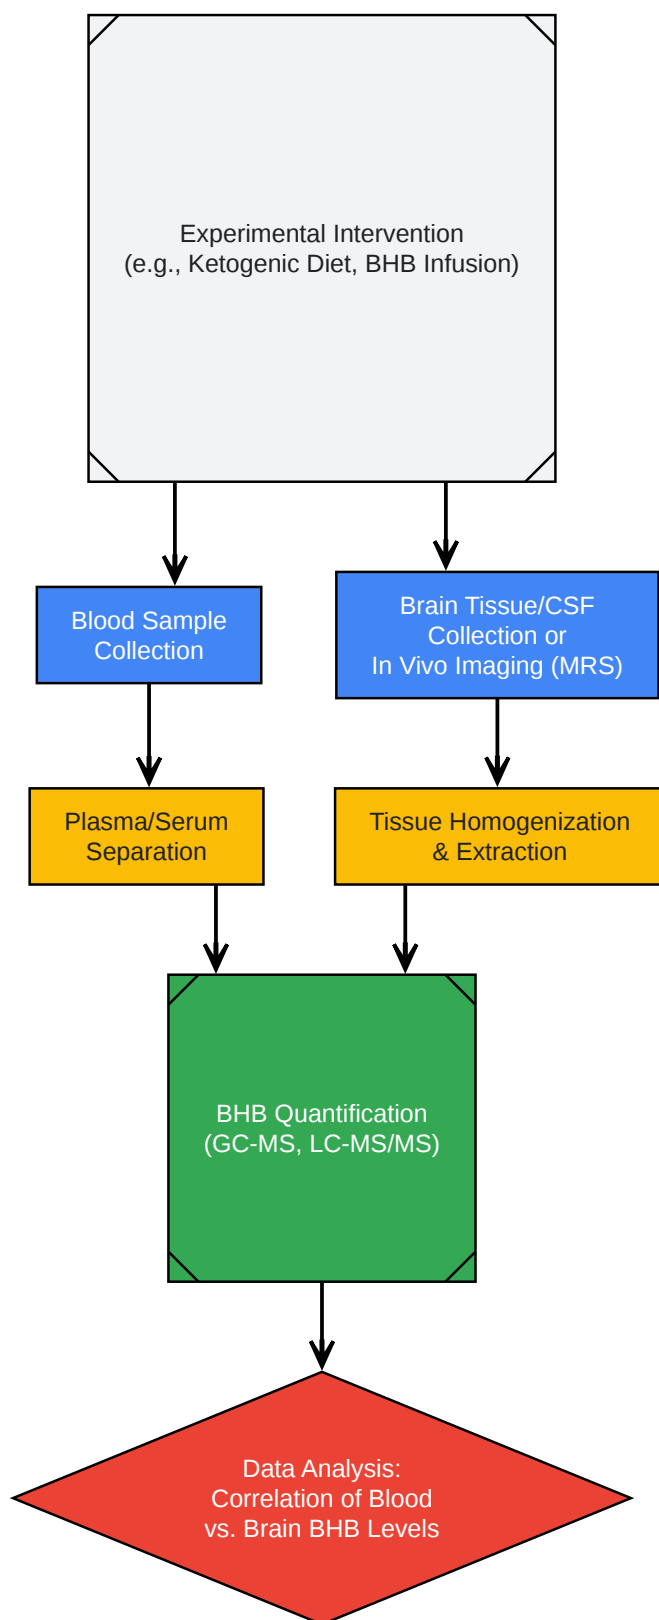 Experimental Intervention
(e.g., Ketogenic Diet, BHB Infusion)
Blood Sample
Collection
Brain Tissue/CSF
Collection or
In Vivo Imaging (MRS)
Plasma/Serum
Separation
Tissue Homogenization
& Extraction
BHB Quantification
(GC-MS, LC-MS/MS)
Data Analysis:
Correlation of Blood
vs. Brain BHB Levels